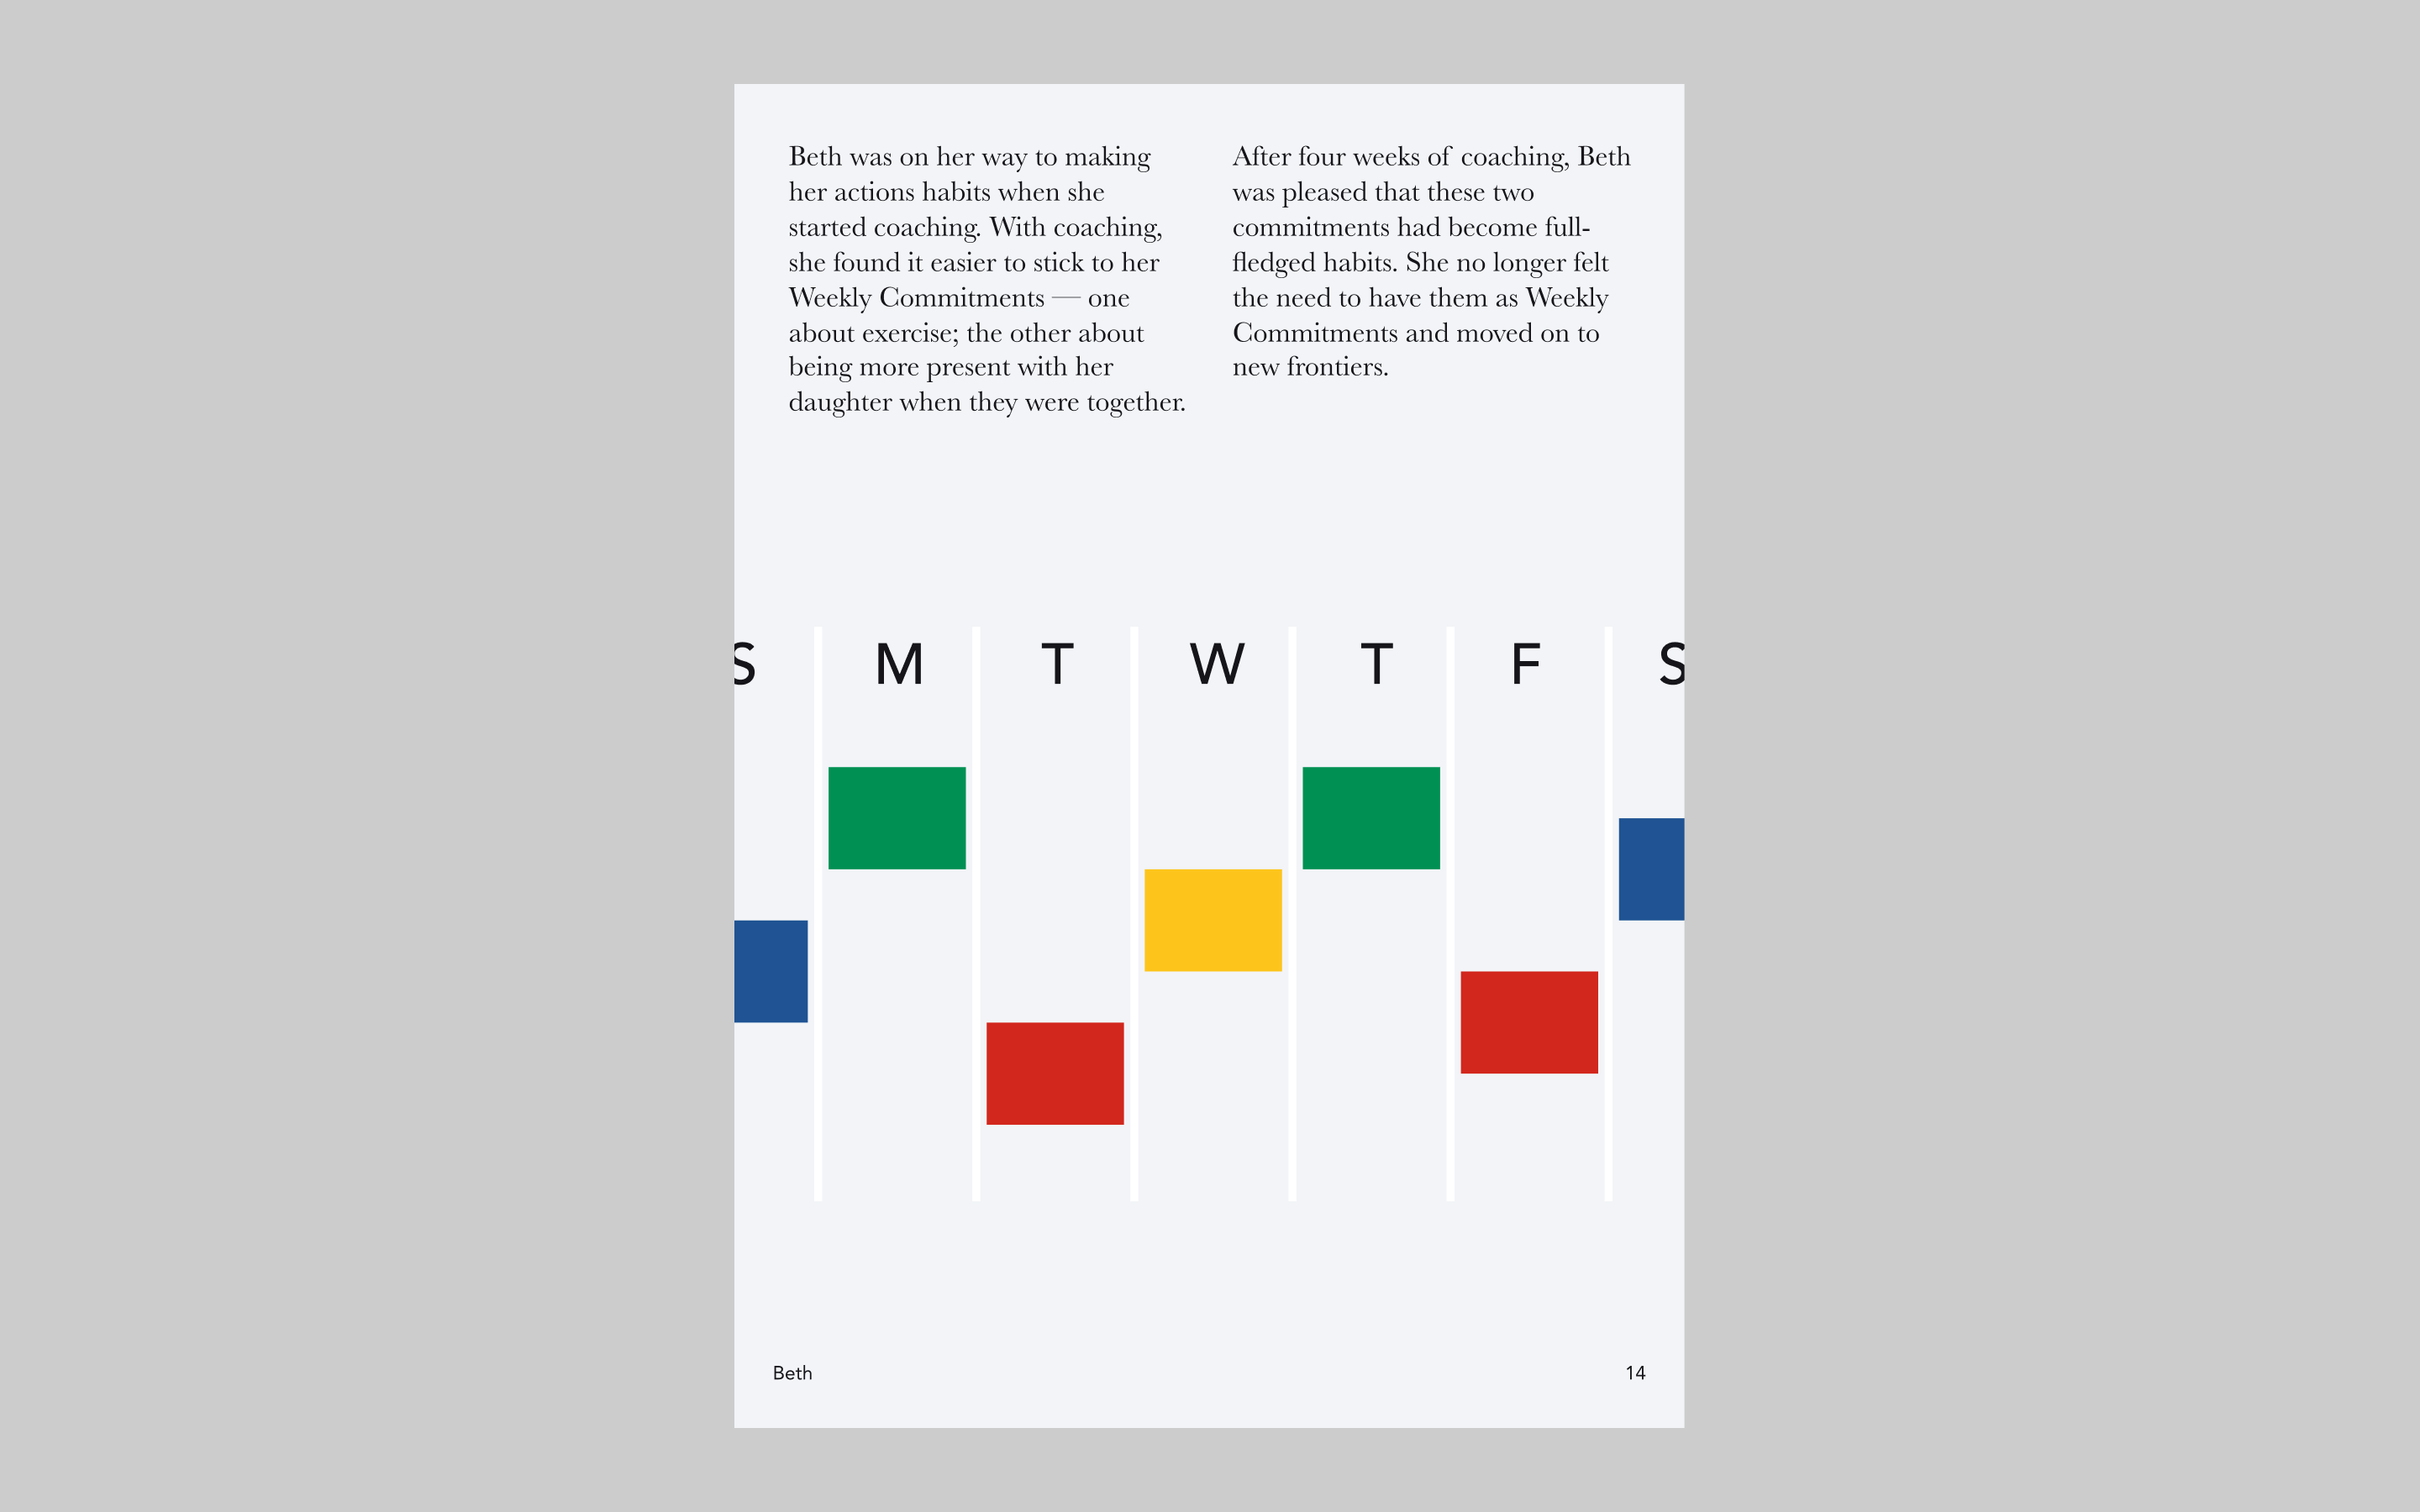 Beth was on her way to making
her actions habits when she
started coaching. With coaching,
she found it easier to stick to her
Weekly Commitments — one
about exercise; the other about
being more present with her
daughter when they were together.
After four weeks of coaching, Beth
was pleased that these two
commitments had become full-
fledged habits. She no longer felt
the need to have them as Weekly
Commitments and moved on to
new frontiers.
S M T W T F S
Beth
14